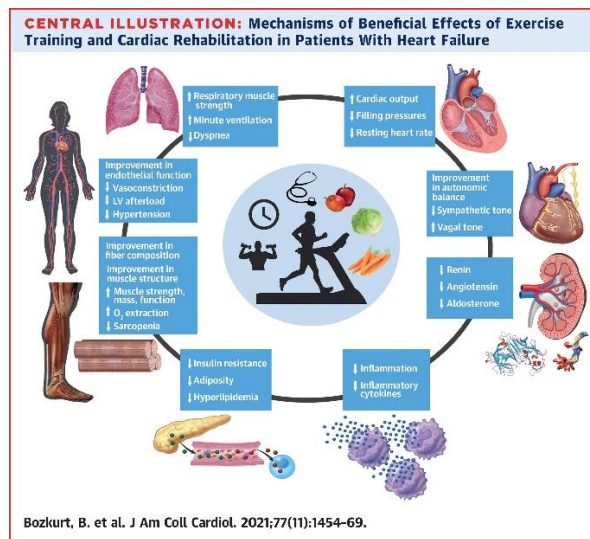 CENTRAL ILLUSTRATION: Mechanisms of Beneficial Effects of Exercise
Training and Cardiac Rehabilitation in Patients With Heart Failure
↑ Respiratory muscle
strength
↑ Minute ventilation
↓ Dyspnea
↑ Cardiac output
↓ Filling pressures
↓ Resting heart rate
Improvement in
endothelial function
↓ Vasoconstriction
↓ LV afterload
↓ Hypertension
Improvement
in autonomic
balance
↓ Sympathetic tone
↑ Vagal tone
Improvement in
fiber composition
Improvement in
muscle structure
↑ Muscle strength,
mass, function
↑ O₂ extraction
↓ Sarcopenia
↓ Renin
↓ Angiotensin
↓ Aldosterone
↓ Insulin resistance
↓ Adiposity
↓ Hyperlipidemia
↓ Inflammation
↓ Inflammatory
cytokines
Bozkurt, B. et al. J Am Coll Cardiol. 2021;77(11):1454–69.